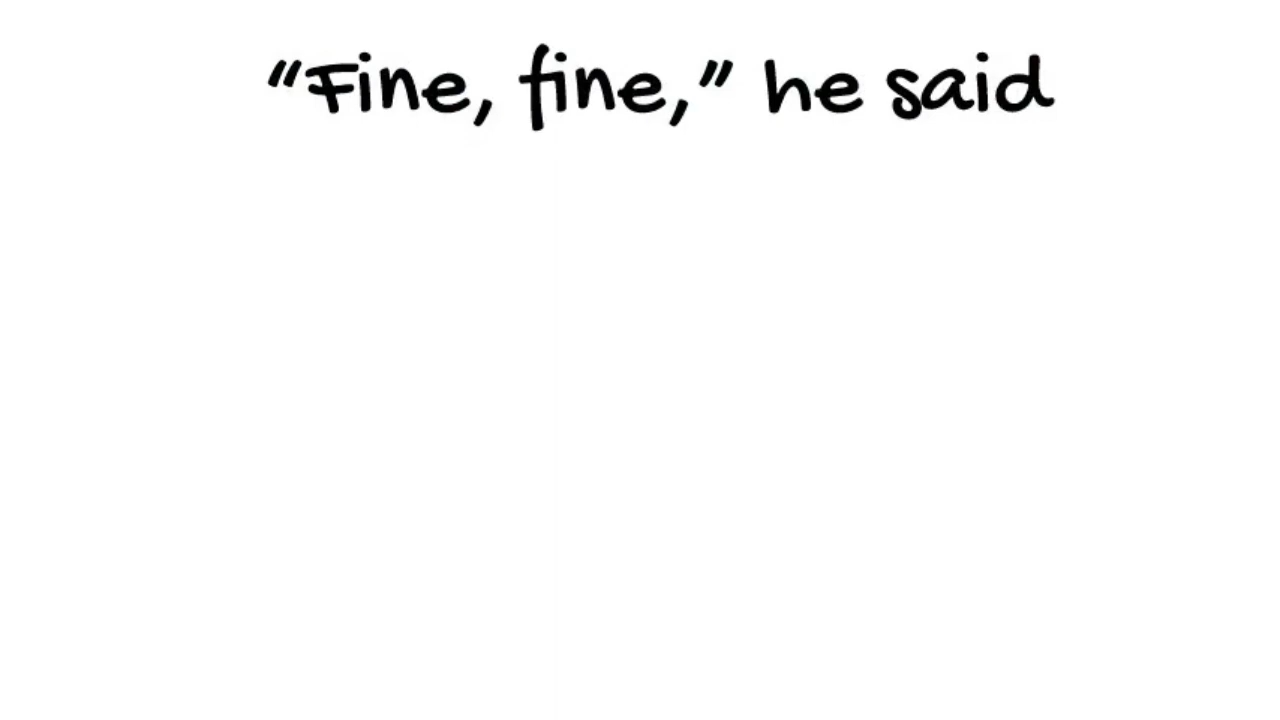 “Fine, fine,” he said